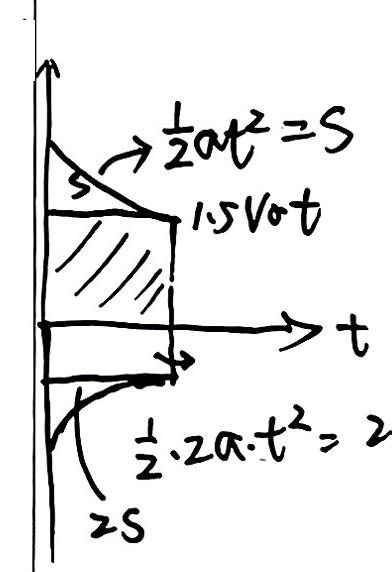 ½at² = S
S
1.5V₀t
t
½·2a·t² = 2
2S